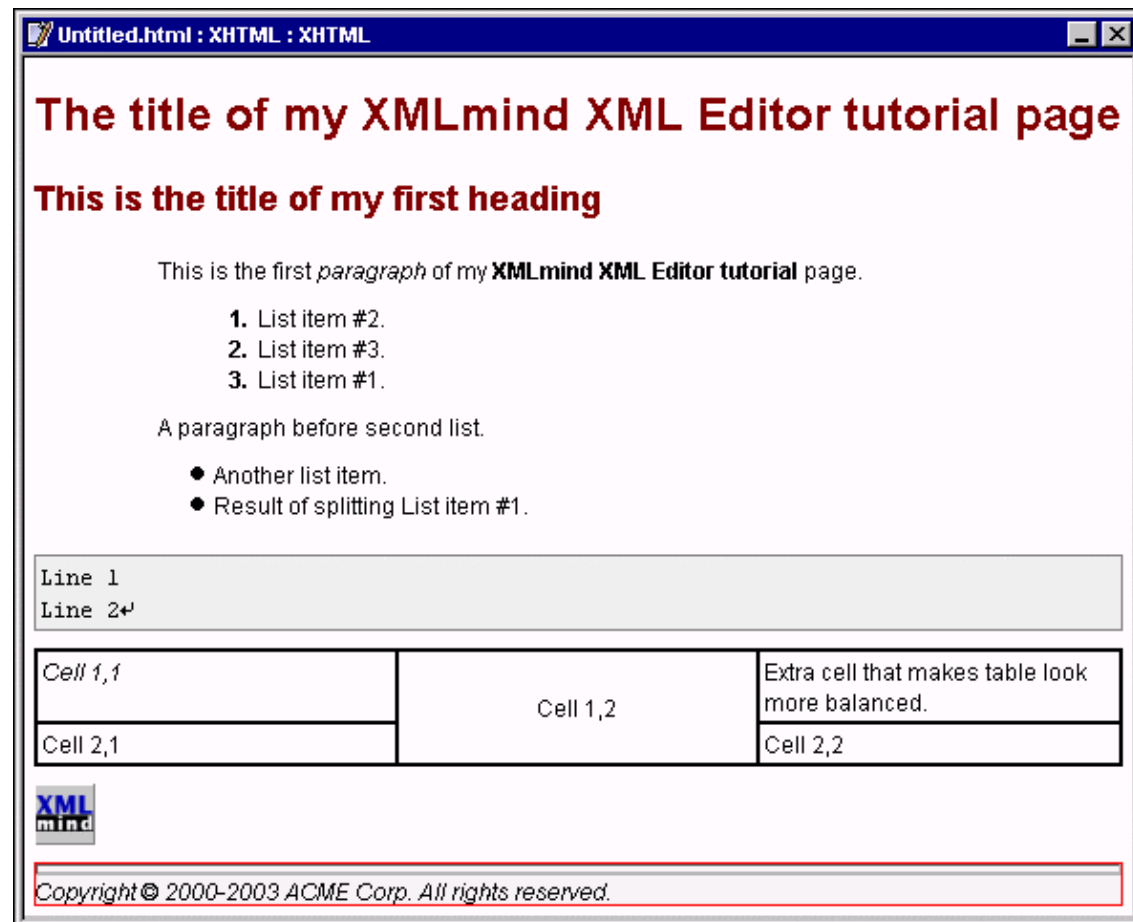 Untitled.html : XHTML : XHTML
The title of my XMLmind XML Editor tutorial page
This is the title of my first heading
This is the first paragraph of my XMLmind XML Editor tutorial page.
1. List item #2.
2. List item #3.
3. List item #1.
A paragraph before second list.
● Another list item.
● Result of splitting List item #1.
Line 1
Line 2↵
Cell 1,1
Cell 1,2
Extra cell that makes table look
more balanced.
Cell 2,1
Cell 2,2
XML
mind
Copyright © 2000-2003 ACME Corp. All rights reserved.